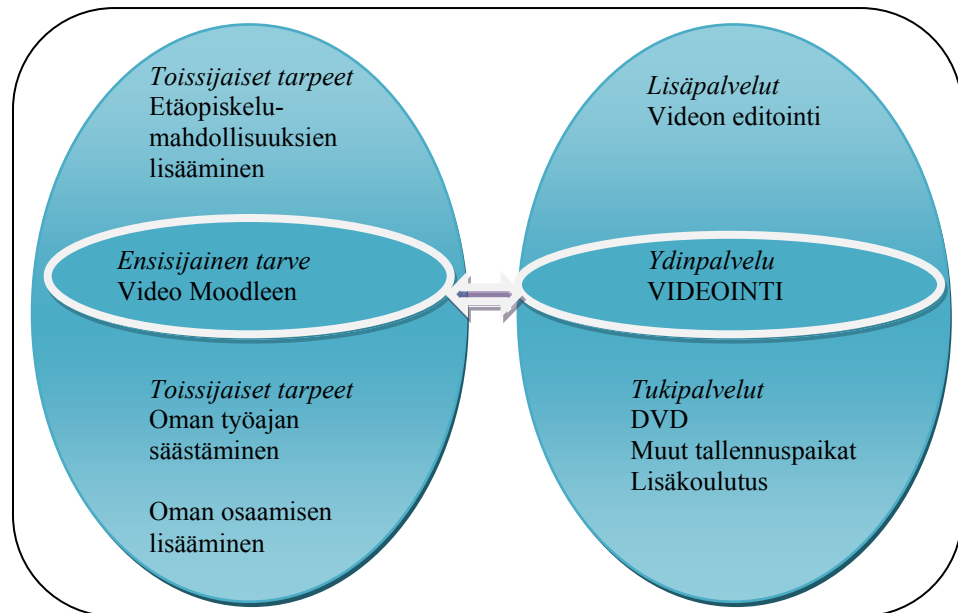 Toissijaiset tarpeet
Etäopiskelu-
mahdollisuuksien
lisääminen
Ensisijainen tarve
Video Moodleen
Toissijaiset tarpeet
Oman työajan
säästäminen
Oman osaamisen
lisääminen
Lisäpalvelut
Videon editointi
Ydinpalvelu
VIDEOINTI
Tukipalvelut
DVD
Muut tallennuspaikat
Lisäkoulutus